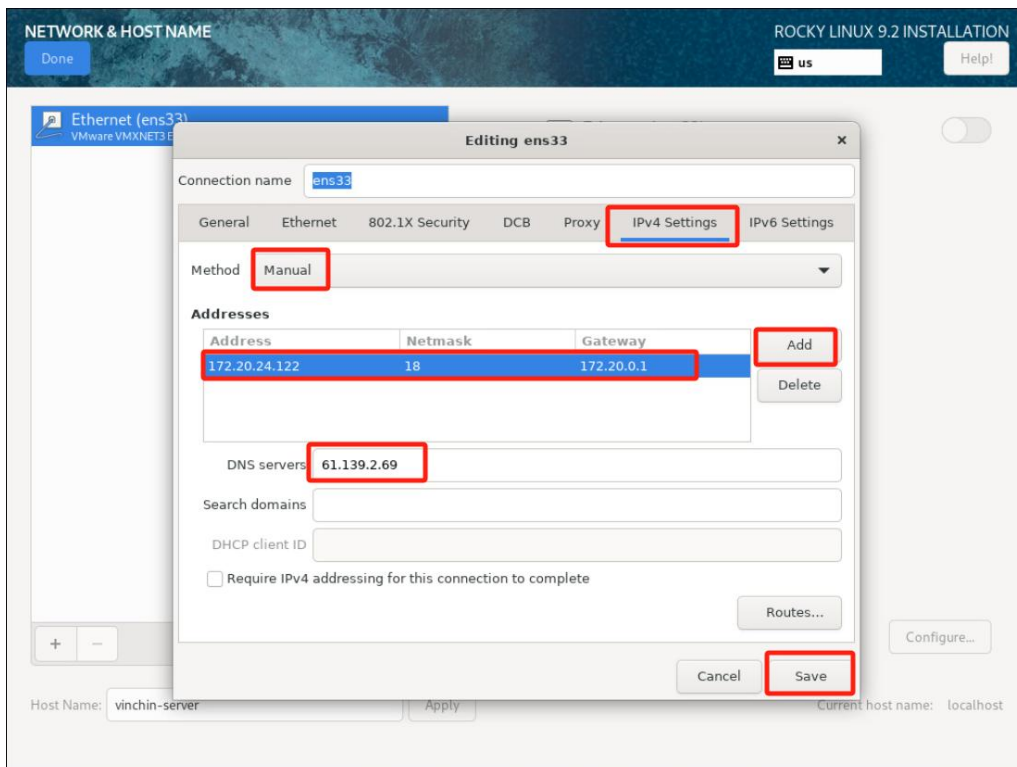 NETWORK & HOST NAME
ROCKY LINUX 9.2 INSTALLATION
Done
us
Help!
Ethernet (ens33)
VMware VMXNET3 E
Editing ens33
Connection name ens33
General Ethernet 802.1X Security DCB Proxy IPv4 Settings IPv6 Settings
Method Manual
Addresses
Address Netmask Gateway
Add
172.20.24.122 18 172.20.0.1
Delete
DNS servers 61.139.2.69
Search domains
DHCP client ID
Require IPv4 addressing for this connection to complete
Routes...
+ − Configure...
Cancel Save
Host Name: vinchin-server Apply Current host name: localhost